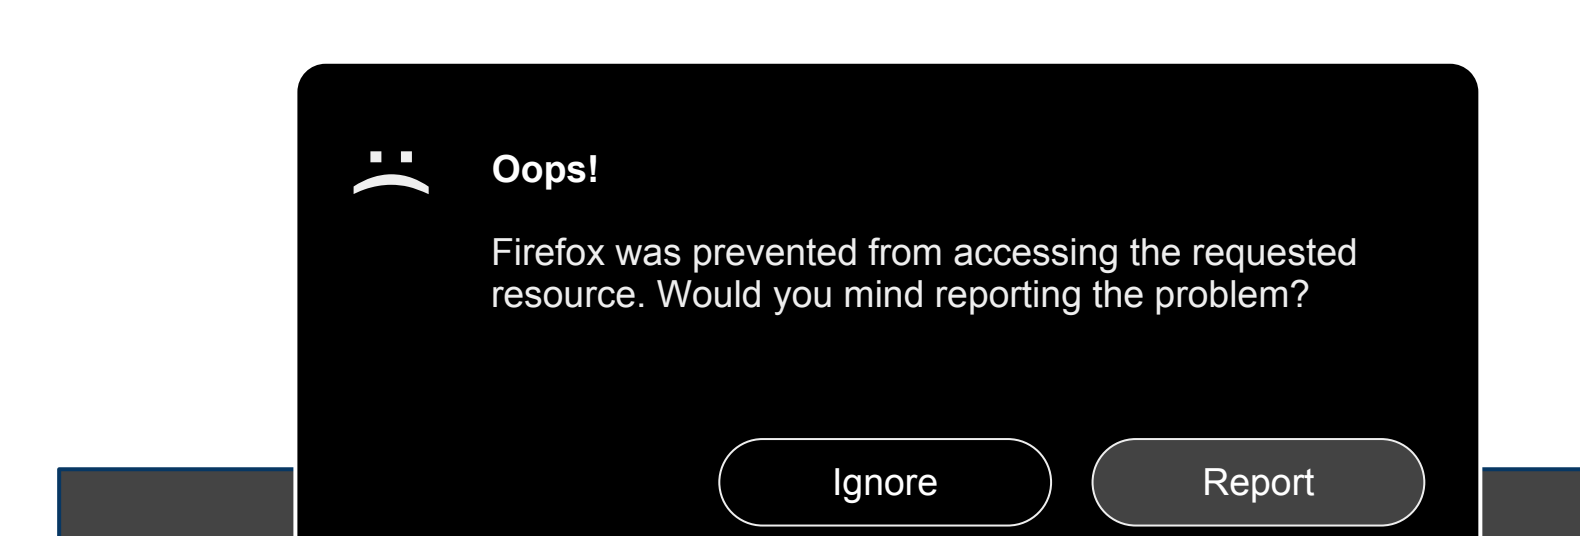 Oops!
Firefox was prevented from accessing the requested
resource. Would you mind reporting the problem?
Ignore
Report